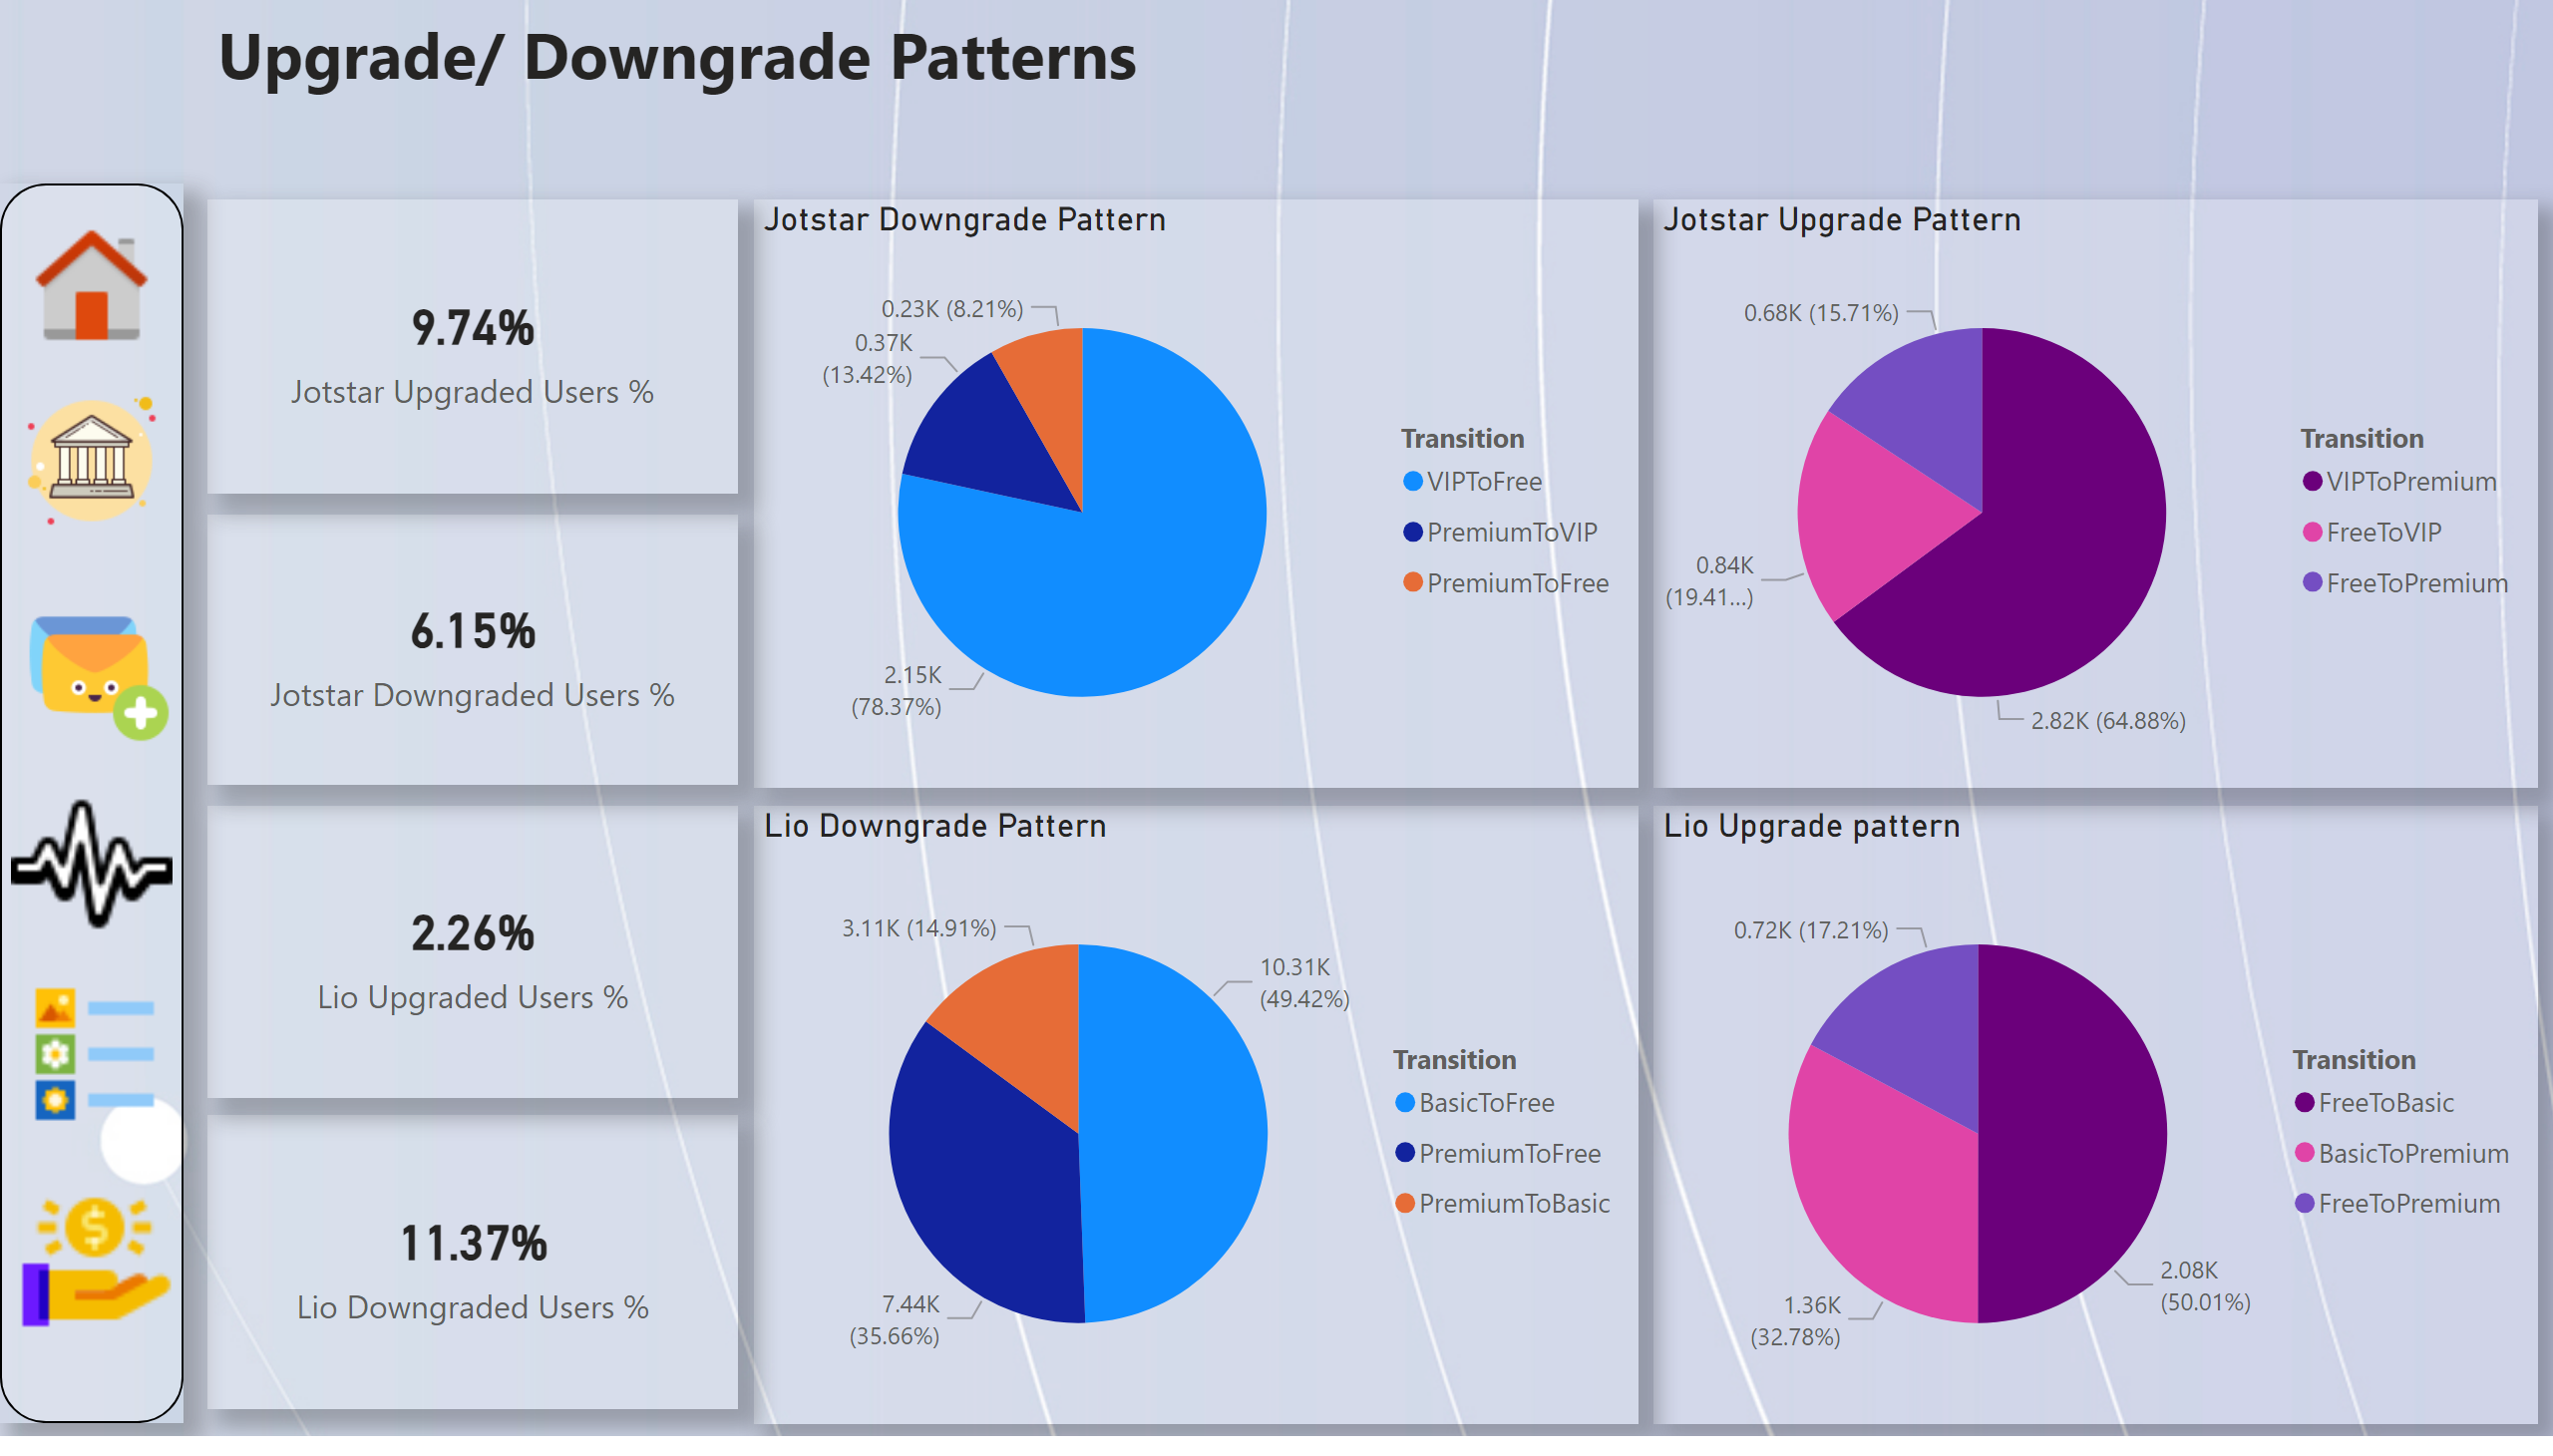 Upgrade/ Downgrade Patterns
9.74%
Jotstar Upgraded Users %
6.15%
Jotstar Downgraded Users %
2.26%
Lio Upgraded Users %
11.37%
Lio Downgraded Users %
Jotstar Downgrade Pattern
0.23K (8.21%)
0.37K
(13.42%)
2.15K
(78.37%)
Transition
VIPToFree
PremiumToVIP
PremiumToFree
Jotstar Upgrade Pattern
0.68K (15.71%)
0.84K
(19.41...)
2.82K (64.88%)
Transition
VIPToPremium
FreeToVIP
FreeToPremium
Lio Downgrade Pattern
3.11K (14.91%)
10.31K
(49.42%)
7.44K
(35.66%)
Transition
BasicToFree
PremiumToFree
PremiumToBasic
Lio Upgrade pattern
0.72K (17.21%)
1.36K
(32.78%)
2.08K
(50.01%)
Transition
FreeToBasic
BasicToPremium
FreeToPremium